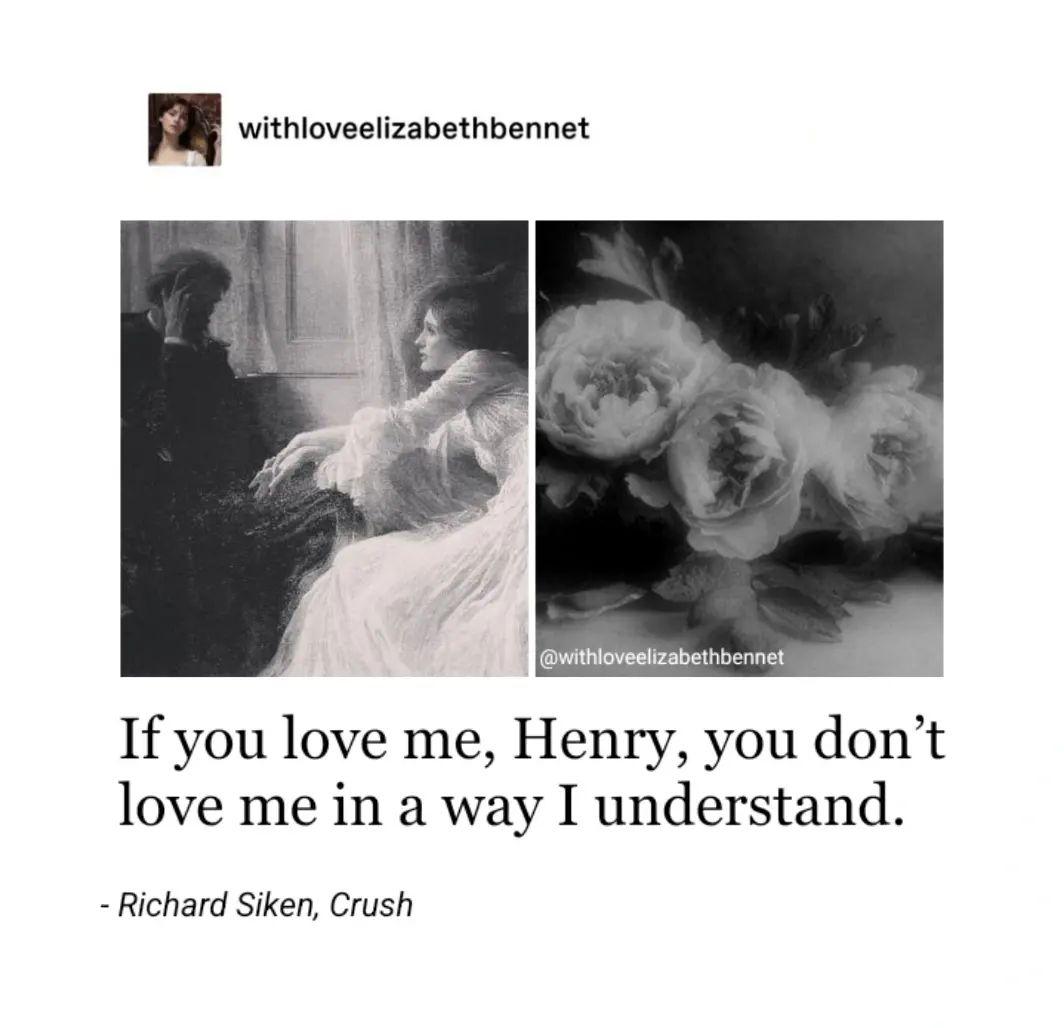 withloveelizabethbennet
@withloveelizabethbennet
If you love me, Henry, you don’t
love me in a way I understand.
- Richard Siken, Crush